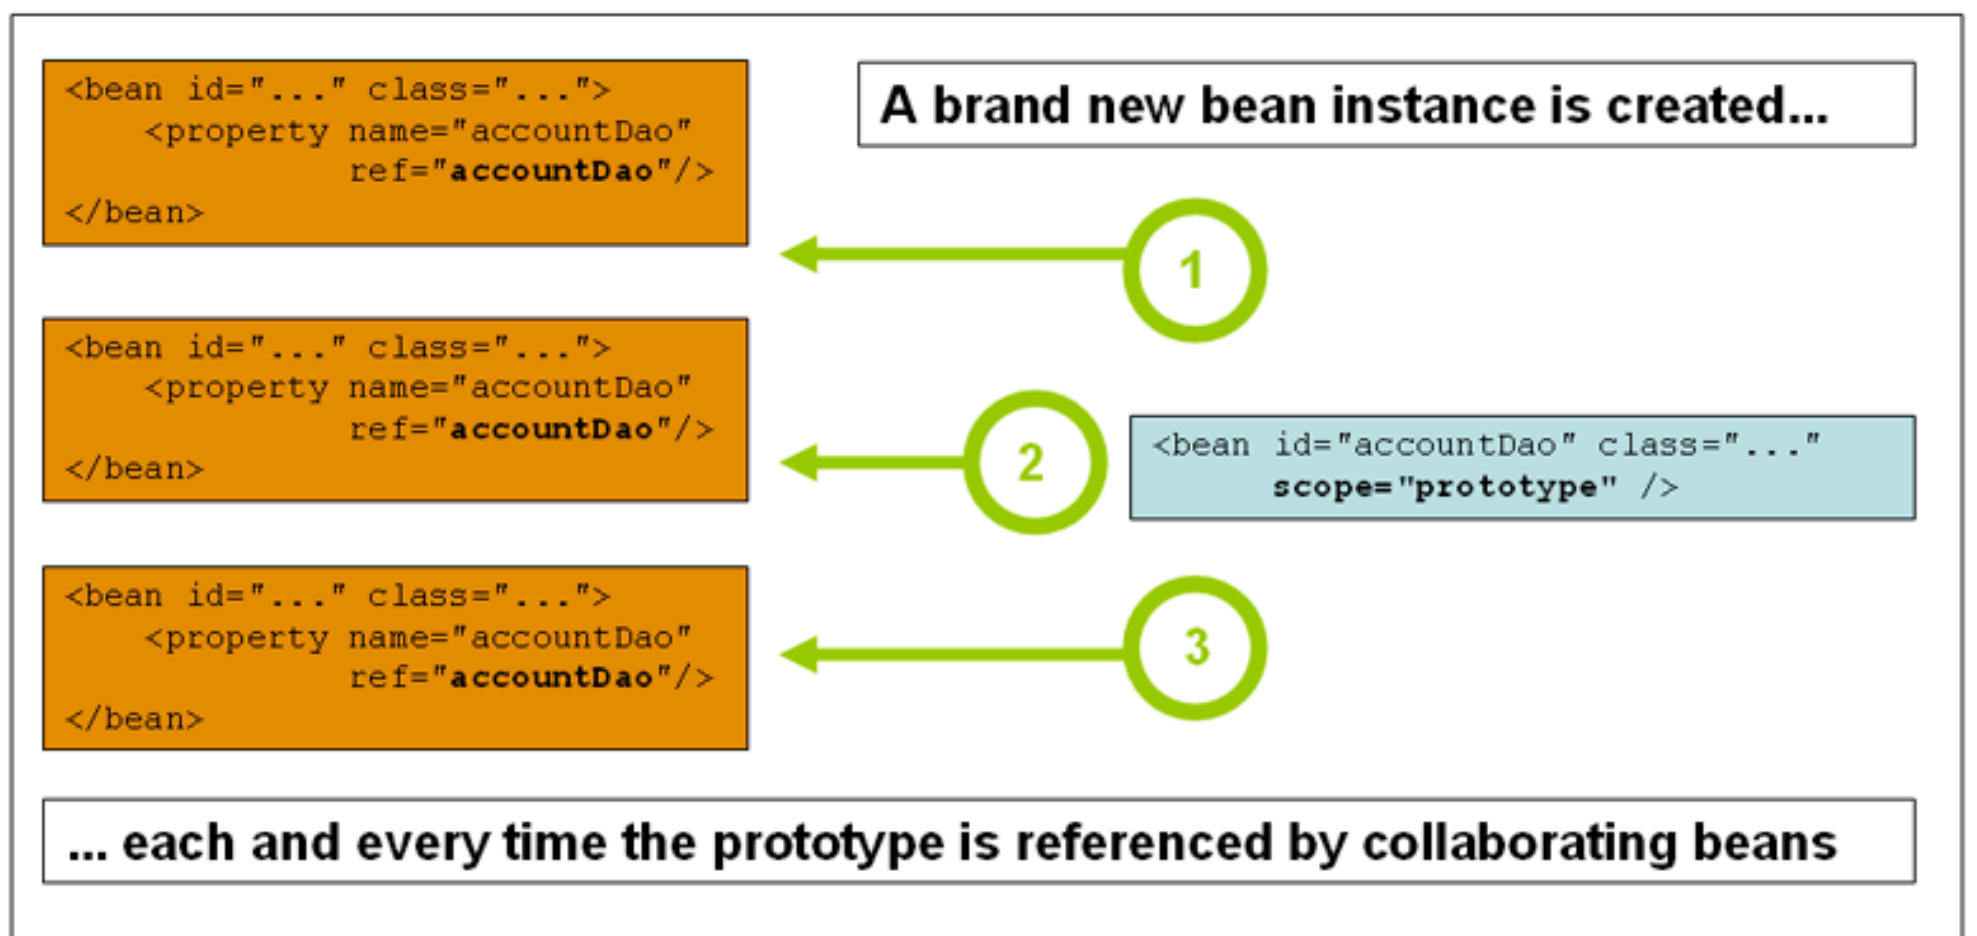 <bean id="..." class="...">
    <property name="accountDao"
              ref="accountDao"/>
</bean>
A brand new bean instance is created...
1
<bean id="..." class="...">
    <property name="accountDao"
              ref="accountDao"/>
</bean>
2
<bean id="accountDao" class="..."
      scope="prototype" />
<bean id="..." class="...">
    <property name="accountDao"
              ref="accountDao"/>
</bean>
3
... each and every time the prototype is referenced by collaborating beans